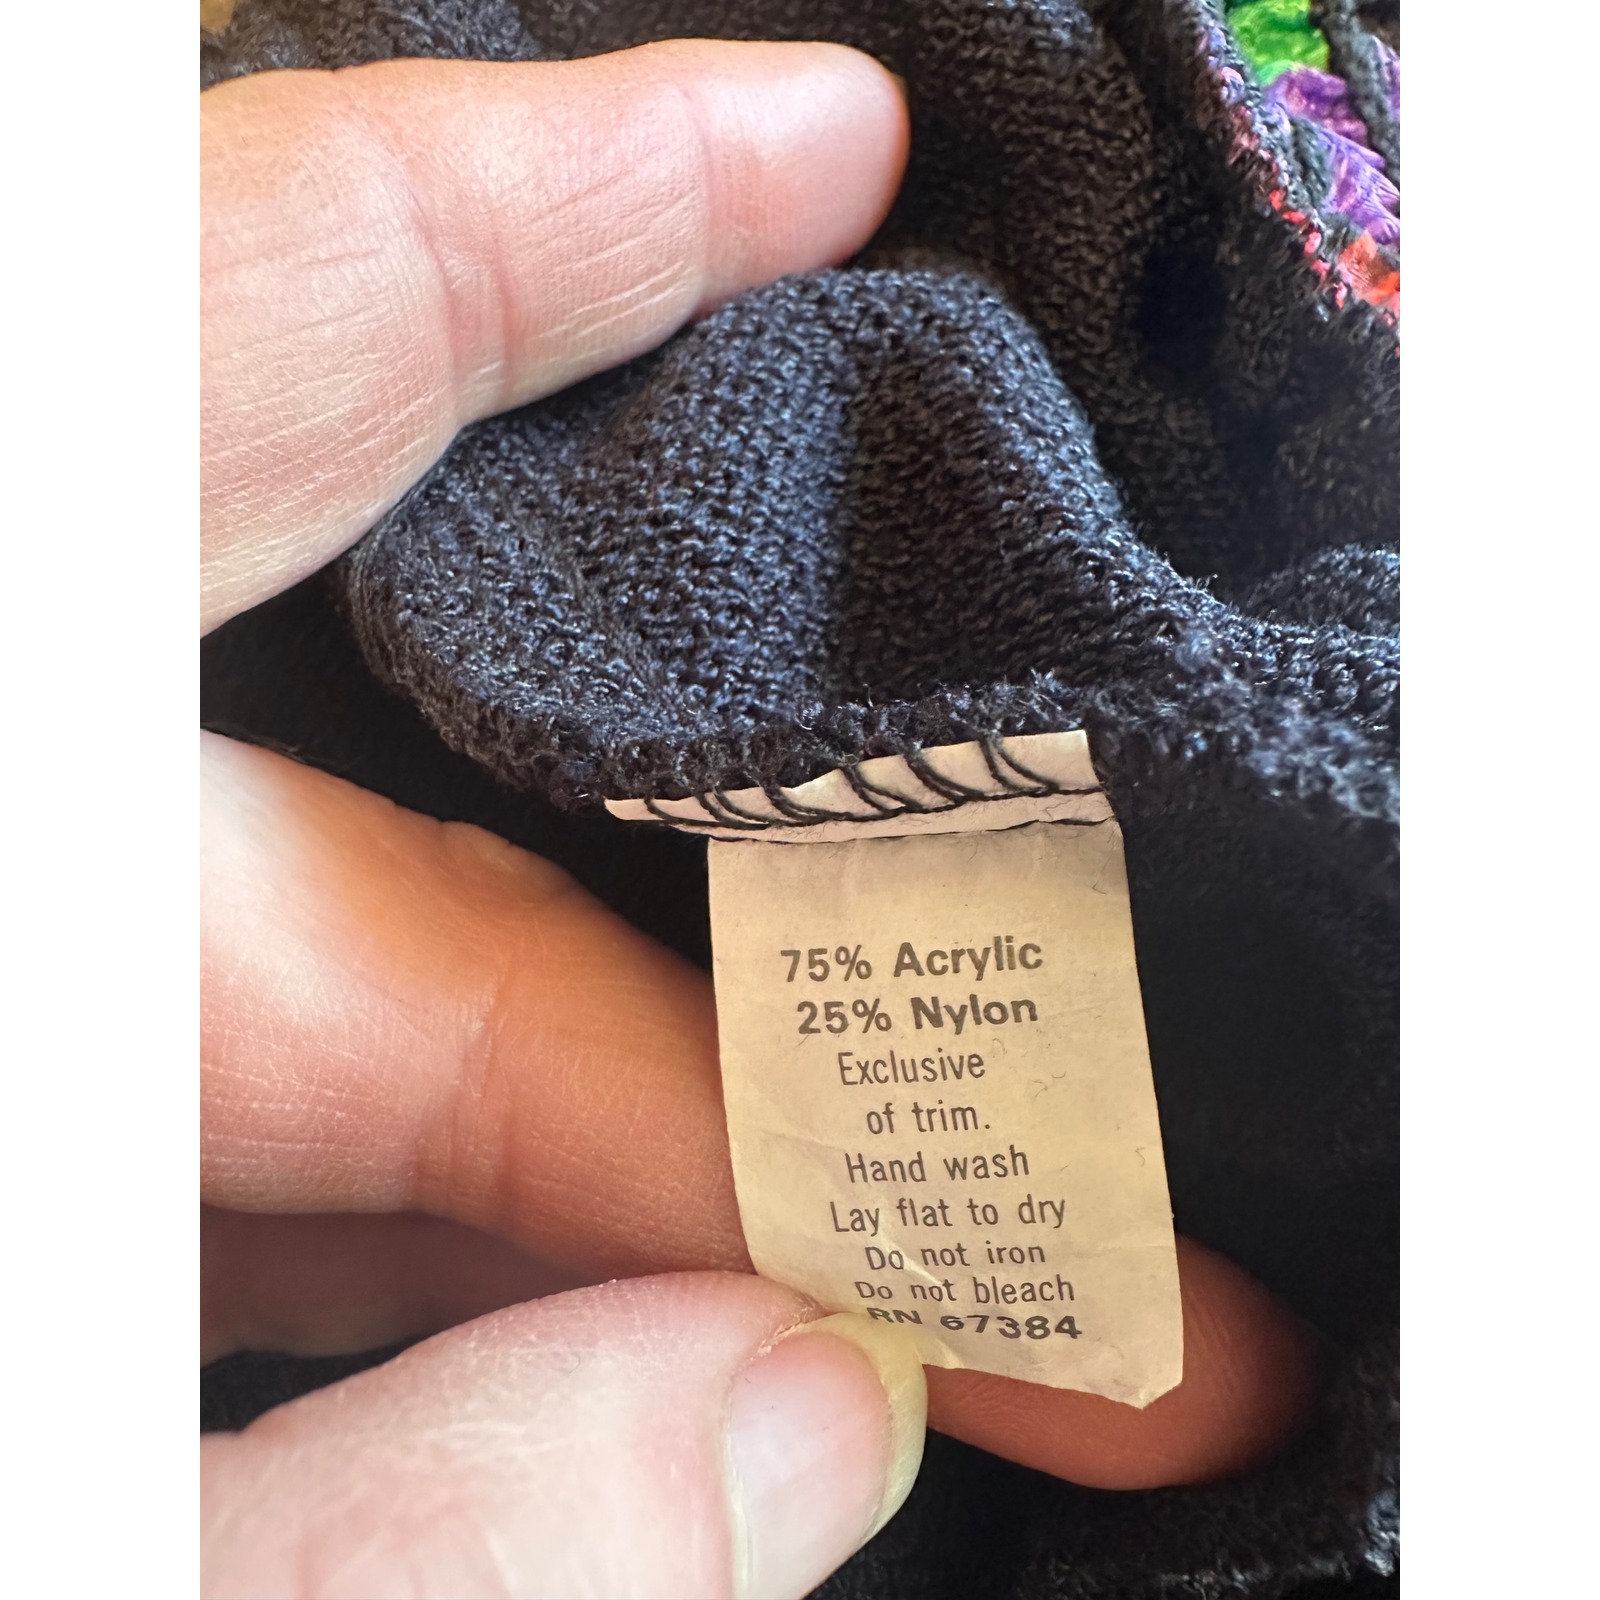 75% Acrylic
25% Nylon
Exclusive
of trim.
Hand wash
Lay flat to dry
Do not iron
Do not bleach
RN 67384